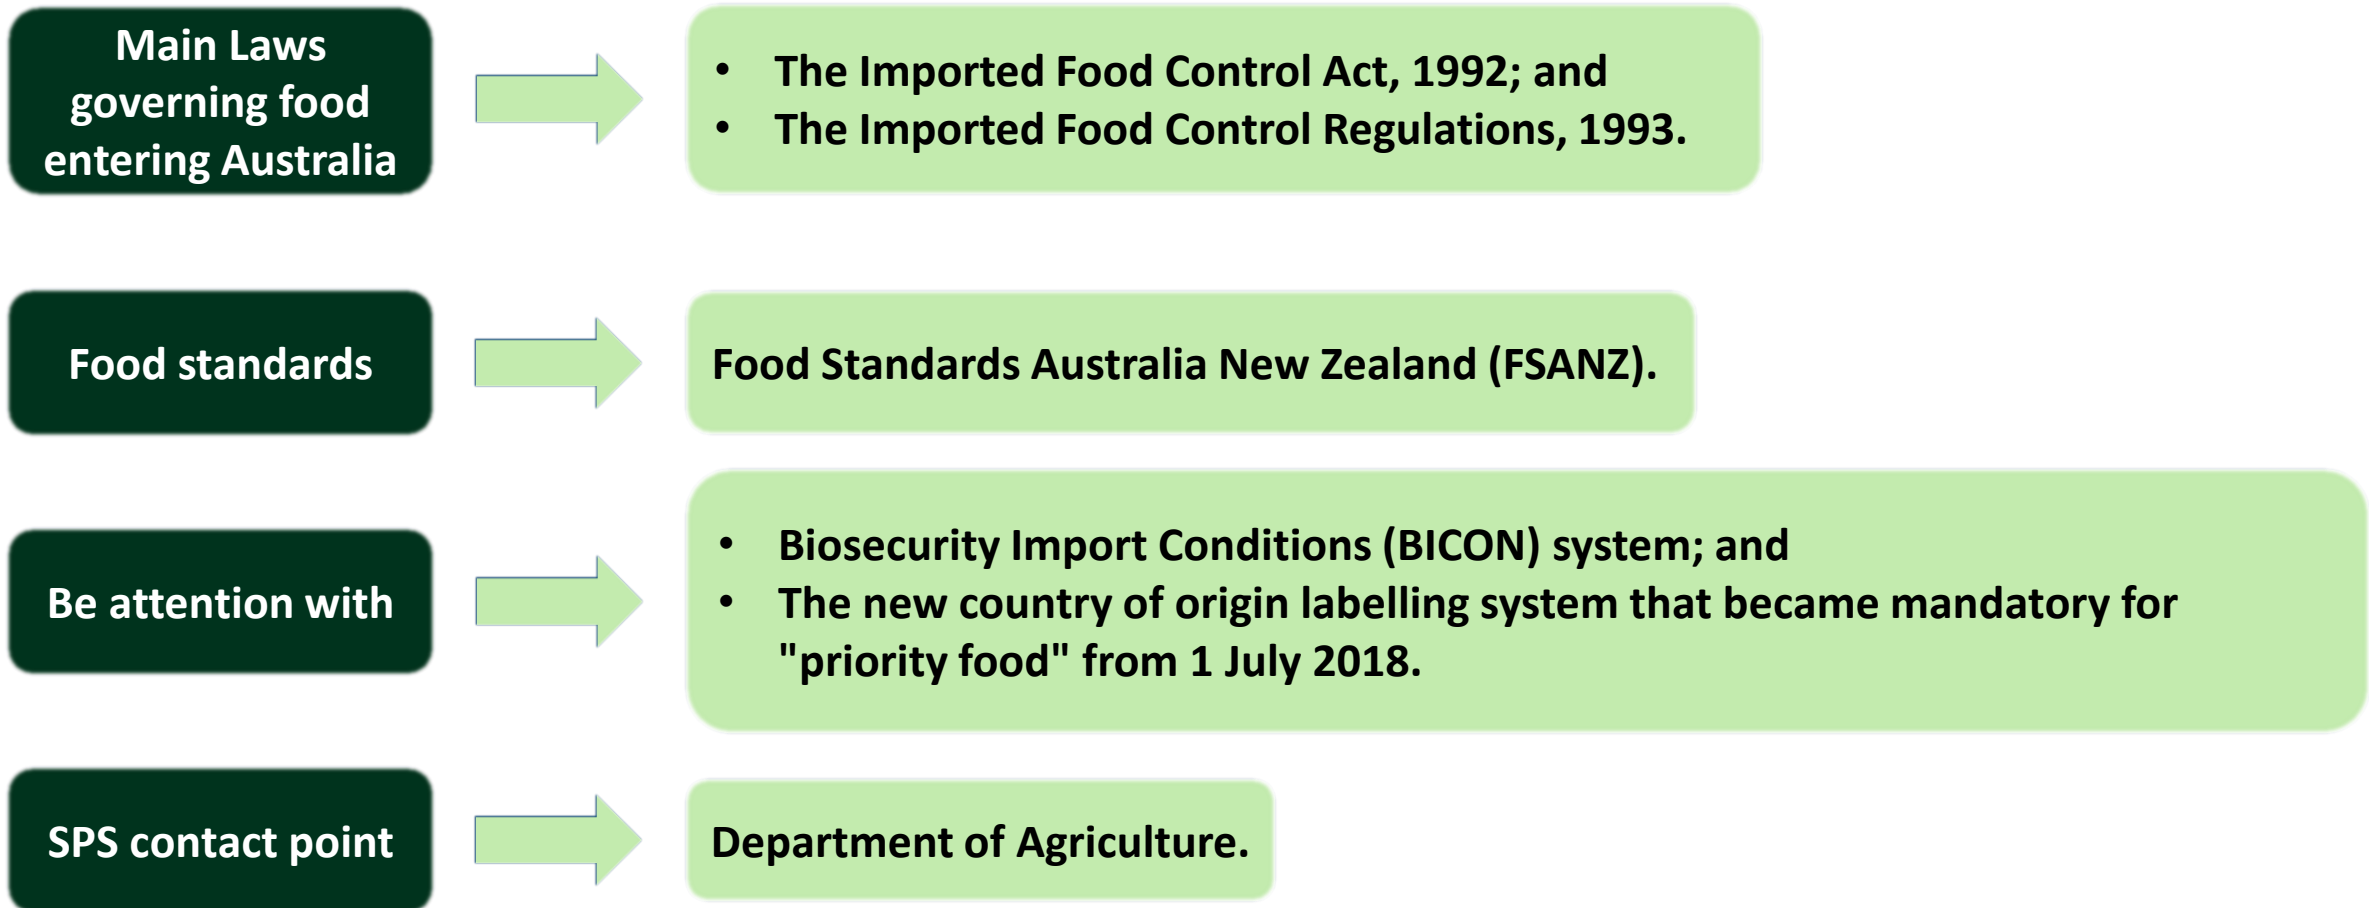 Main Laws
governing food
entering Australia
• The Imported Food Control Act, 1992; and
• The Imported Food Control Regulations, 1993.
Food standards
Food Standards Australia New Zealand (FSANZ).
Be attention with
• Biosecurity Import Conditions (BICON) system; and
• The new country of origin labelling system that became mandatory for
"priority food" from 1 July 2018.
SPS contact point
Department of Agriculture.